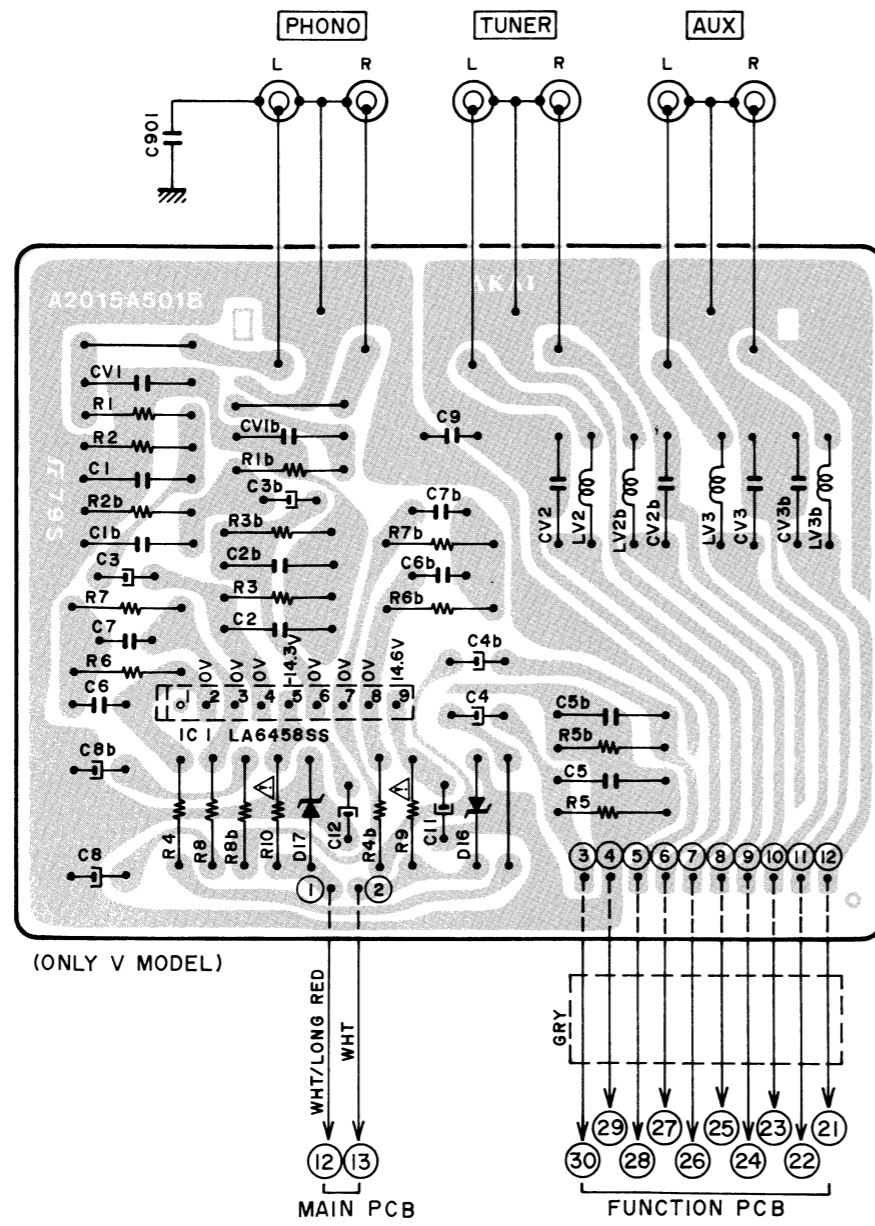 PHONO TUNER AUX
L R L R L R
C901
A2015A501B
AKAI
CV1
R1
CV1b
C9
R2
R1b
C1
C3b
CV2 LV2 LV2b CV2b LV3 CV3 CV3b LV3b
R2b
C7b
C1b
R3b
R7b
C3
C2b
C6b
R7
R3
R6b
C7
C2
R6
C4b
0V 0V 0V -14.3V 0V 0V 0V 14.6V
C6
1 2 3 4 5 6 7 8 9
C4
C5b
IC1 LA6458SS
R5b
C8b
C5
R5
R4 R8 R8b R10 D17 C12 R4b R9 C11 D16
C8
1 2
3 4 5 6 7 8 9 10 11 12
(ONLY V MODEL)
WHT/LONG RED
WHT
GRY
29 27 25 23 21
12 13
30 28 26 24 22
MAIN PCB
FUNCTION PCB